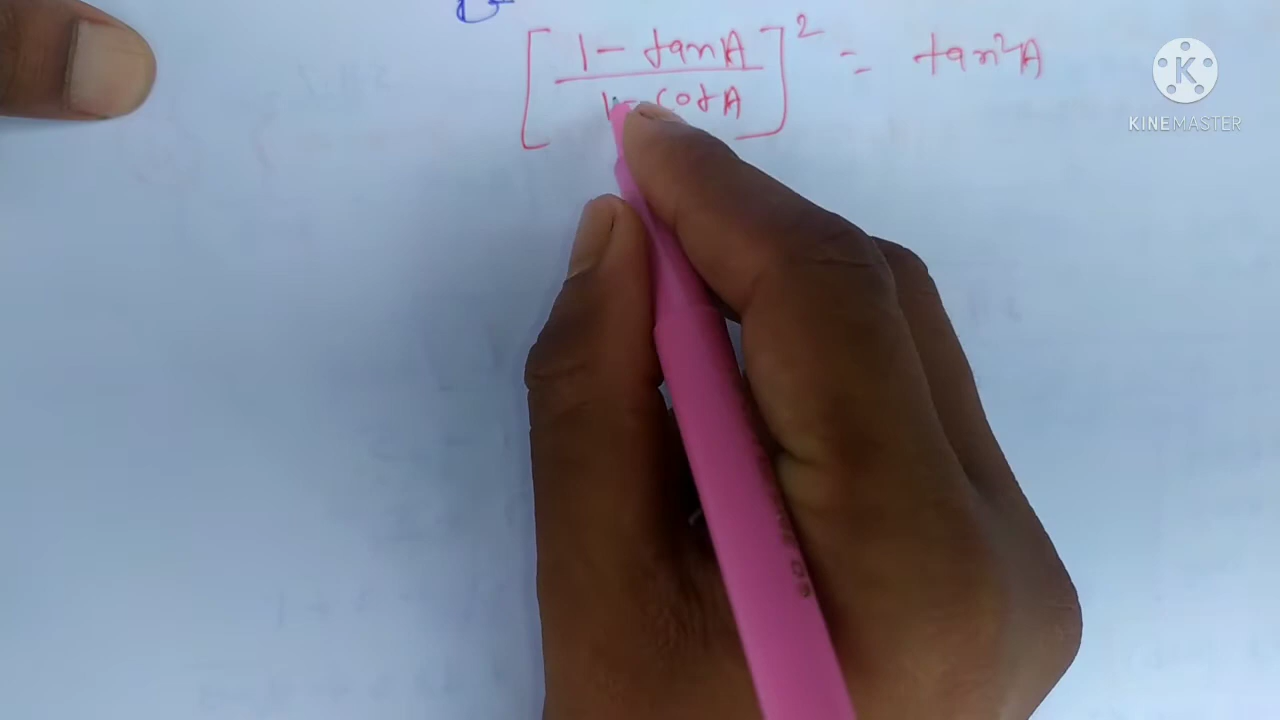 [ 1 - tanA / 1 - cotA ]² = tan²A
K
KINEMASTER